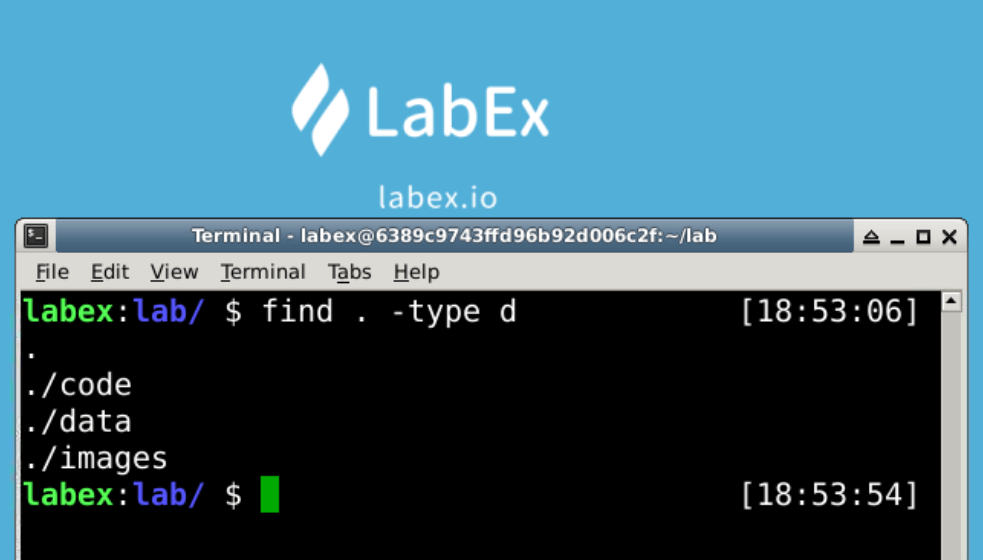 LabEx
labex.io
Terminal - labex@6389c9743ffd96b92d006c2f:~/lab
File Edit View Terminal Tabs Help
labex:lab/ $ find . -type d [18:53:06]
.
./code
./data
./images
labex:lab/ $ [18:53:54]